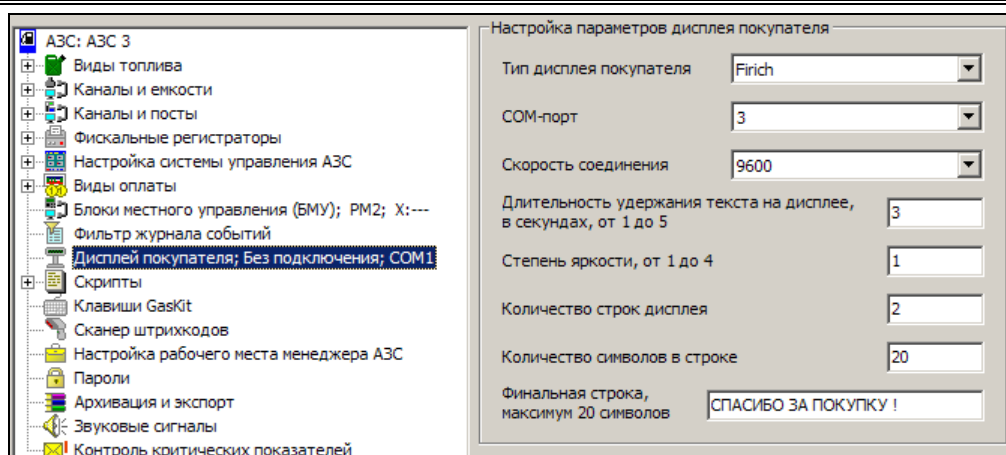 АЗС: АЗС 3
Виды топлива
Каналы и емкости
Каналы и посты
Фискальные регистраторы
Настройка системы управления АЗС
Виды оплаты
Блоки местного управления (БМУ); РМ2; X:---
Фильтр журнала событий
Дисплей покупателя; Без подключения; COM1
Скрипты
Клавиши GasKit
Сканер штрихкодов
Настройка рабочего места менеджера АЗС
Пароли
Архивация и экспорт
Звуковые сигналы
Контроль критических показателей
Настройка параметров дисплея покупателя
Тип дисплея покупателя
Firich
COM-порт
3
Скорость соединения
9600
Длительность удержания текста на дисплее,
в секундах, от 1 до 5
3
Степень яркости, от 1 до 4
1
Количество строк дисплея
2
Количество символов в строке
20
Финальная строка,
максимум 20 символов
СПАСИБО ЗА ПОКУПКУ !